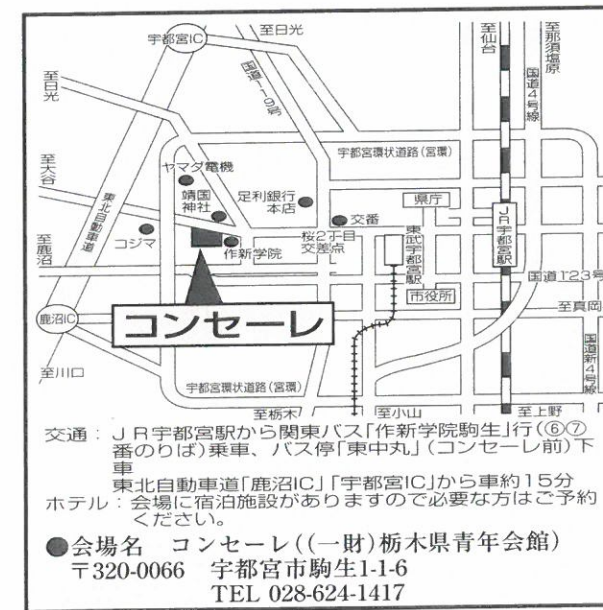 至日光
宇都宮IC
国道119号
至仙台
至那須塩原
国道4号線
至日光
宇都宮環状道路(宮環)
ヤマダ電機
至大谷
靖国神社
足利銀行本店
交番
県庁
JR宇都宮駅
東北自動車道
コジマ
作新学院
桜2丁目交差点
東武宇都宮駅
至鹿沼
国道123号
市役所
至真岡
鹿沼IC
コンセーレ
国道新4号線
至川口
宇都宮環状道路(宮環)
至栃木
至小山
至上野
交通:JR宇都宮駅から関東バス「作新学院駒生」行(⑥⑦
番のりば)乗車、バス停「東中丸」(コンセーレ前)下
車
東北自動車道「鹿沼IC」「宇都宮IC」から車約15分
ホテル:会場に宿泊施設がありますので必要な方はご予約
ください。
●会場名 コンセーレ((一財)栃木県青年会館)
〒320-0066 宇都宮市駒生1-1-6
TEL 028-624-1417